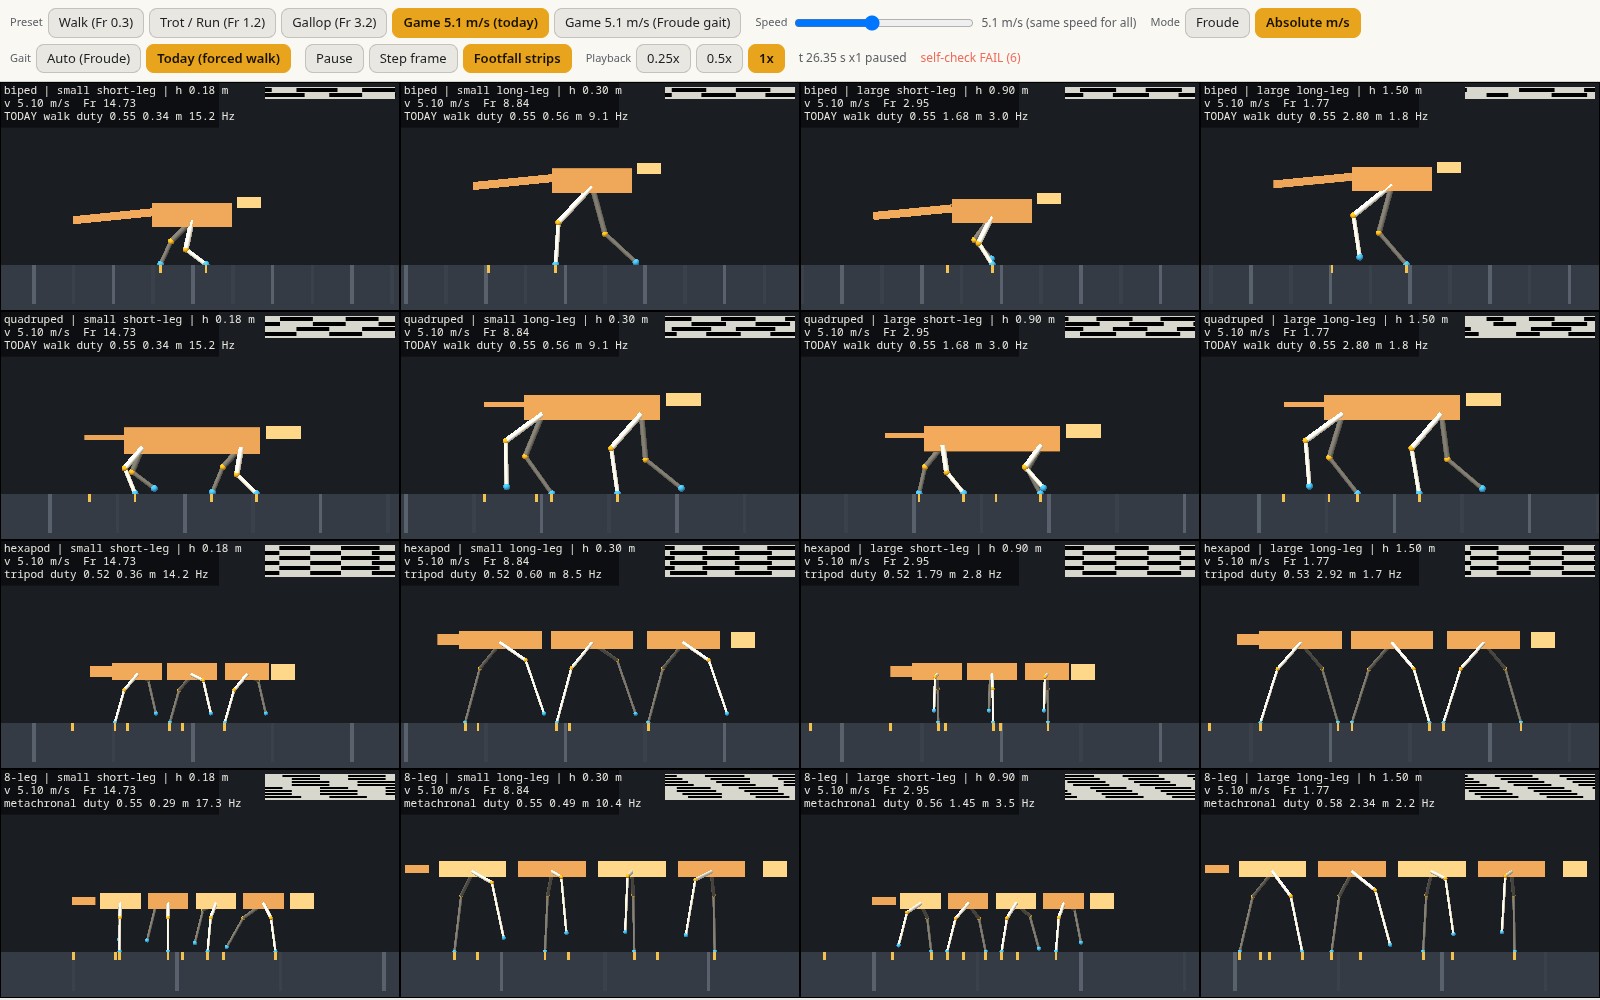 Preset Walk (Fr 0.3) Trot / Run (Fr 1.2) Gallop (Fr 3.2) Game 5.1 m/s (today) Game 5.1 m/s (Froude gait) Speed 5.1 m/s (same speed for all) Mode Froude Absolute m/s
Gait Auto (Froude) Today (forced walk) Pause Step frame Footfall strips Playback 0.25x 0.5x 1x t 26.35 s x1 paused self-check FAIL (6)
biped | small short-leg | h 0.18 m
v 5.10 m/s Fr 14.73
TODAY walk duty 0.55 0.34 m 15.2 Hz
biped | small long-leg | h 0.30 m
v 5.10 m/s Fr 8.84
TODAY walk duty 0.55 0.56 m 9.1 Hz
biped | large short-leg | h 0.90 m
v 5.10 m/s Fr 2.95
TODAY walk duty 0.55 1.68 m 3.0 Hz
biped | large long-leg | h 1.50 m
v 5.10 m/s Fr 1.77
TODAY walk duty 0.55 2.80 m 1.8 Hz
quadruped | small short-leg | h 0.18 m
v 5.10 m/s Fr 14.73
TODAY walk duty 0.55 0.34 m 15.2 Hz
quadruped | small long-leg | h 0.30 m
v 5.10 m/s Fr 8.84
TODAY walk duty 0.55 0.56 m 9.1 Hz
quadruped | large short-leg | h 0.90 m
v 5.10 m/s Fr 2.95
TODAY walk duty 0.55 1.68 m 3.0 Hz
quadruped | large long-leg | h 1.50 m
v 5.10 m/s Fr 1.77
TODAY walk duty 0.55 2.80 m 1.8 Hz
hexapod | small short-leg | h 0.18 m
v 5.10 m/s Fr 14.73
tripod duty 0.52 0.36 m 14.2 Hz
hexapod | small long-leg | h 0.30 m
v 5.10 m/s Fr 8.84
tripod duty 0.52 0.60 m 8.5 Hz
hexapod | large short-leg | h 0.90 m
v 5.10 m/s Fr 2.95
tripod duty 0.52 1.79 m 2.8 Hz
hexapod | large long-leg | h 1.50 m
v 5.10 m/s Fr 1.77
tripod duty 0.53 2.92 m 1.7 Hz
8-leg | small short-leg | h 0.18 m
v 5.10 m/s Fr 14.73
metachronal duty 0.55 0.29 m 17.3 Hz
8-leg | small long-leg | h 0.30 m
v 5.10 m/s Fr 8.84
metachronal duty 0.55 0.49 m 10.4 Hz
8-leg | large short-leg | h 0.90 m
v 5.10 m/s Fr 2.95
metachronal duty 0.56 1.45 m 3.5 Hz
8-leg | large long-leg | h 1.50 m
v 5.10 m/s Fr 1.77
metachronal duty 0.58 2.34 m 2.2 Hz